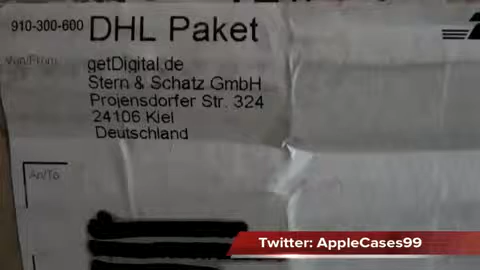 910-300-600 DHL Paket
Von/From
getDigital.de
Stern & Schatz GmbH
Projensdorfer Str. 324
24106 Kiel
Deutschland
An/To
Twitter: AppleCases99